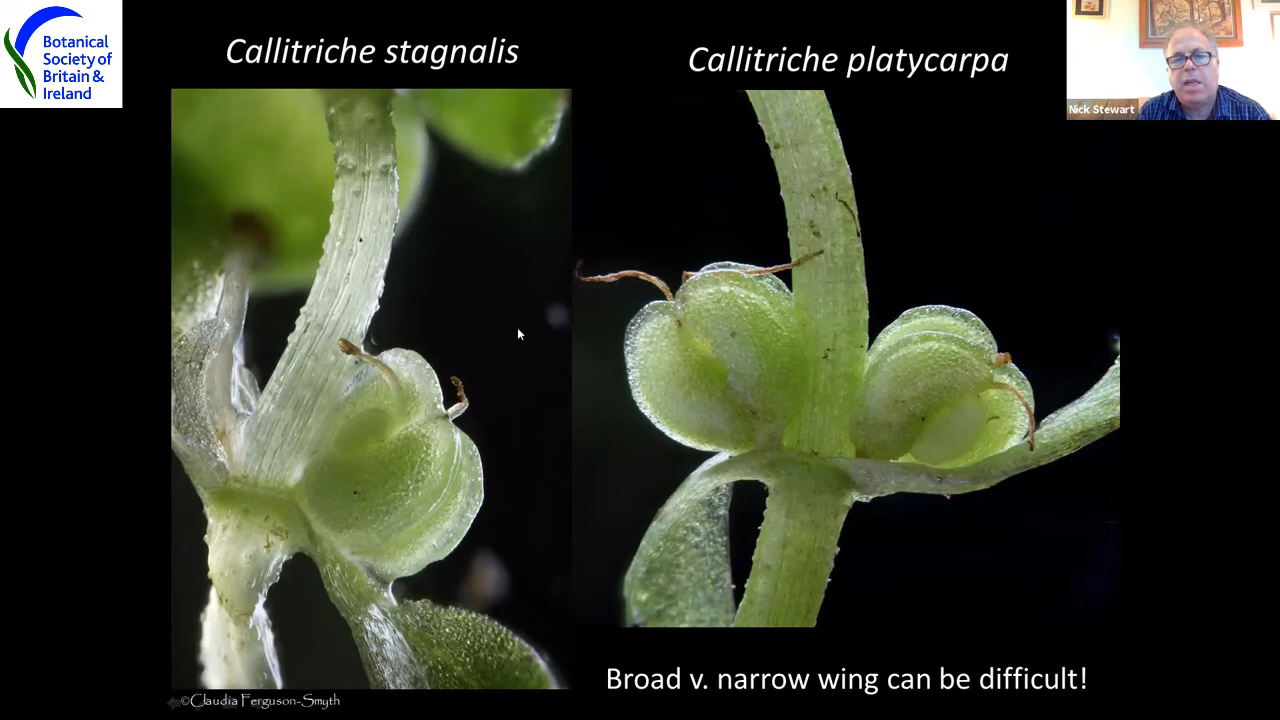 Botanical
Society of
Britain &
Ireland
Callitriche stagnalis
Callitriche platycarpa
Nick Stewart
Broad v. narrow wing can be difficult!
©Claudia Ferguson-Smyth